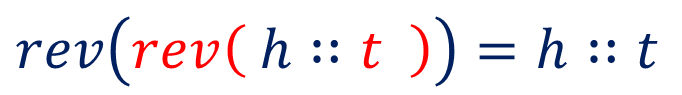 rev(rev( h ∷ t )) = h ∷ t